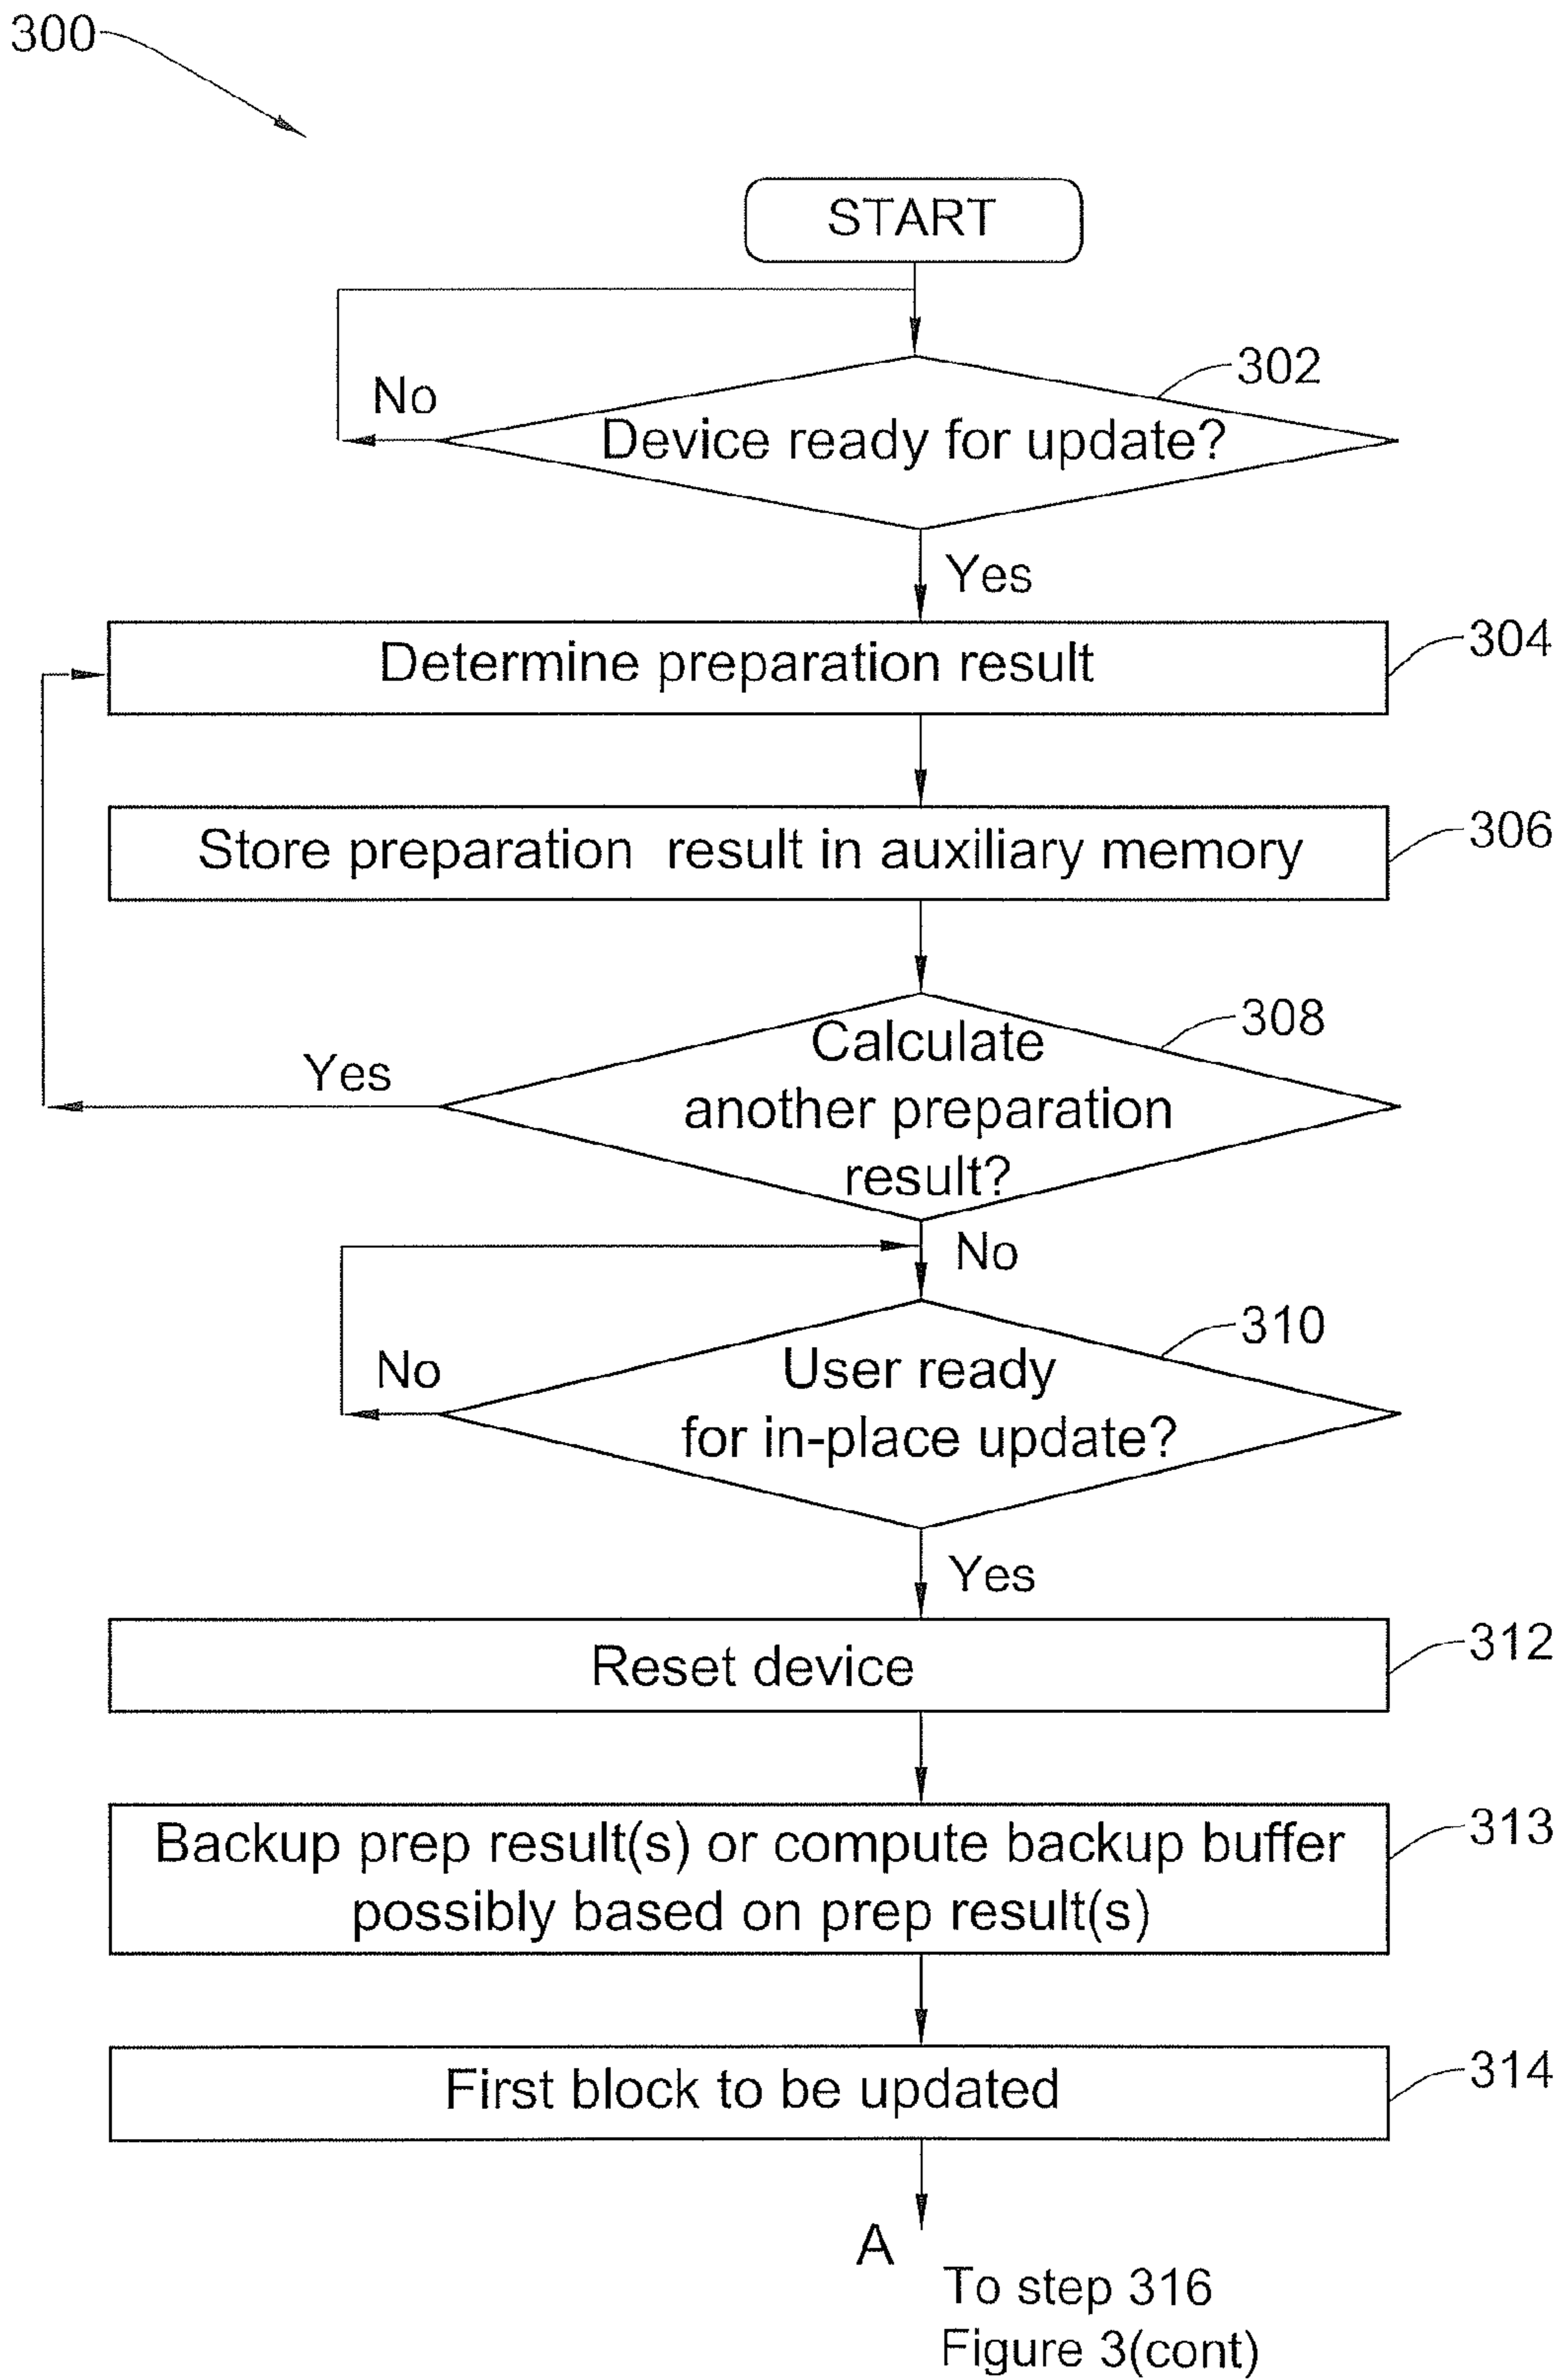 300
START
302
No
Device ready for update?
Yes
304
Determine preparation result
306
Store preparation result in auxiliary memory
308
Calculate
Yes
another preparation
result?
No
310
User ready
No
for in-place update?
Yes
312
Reset device
313
Backup prep result(s) or compute backup buffer
possibly based on prep result(s)
314
First block to be updated
A
To step 316
Figure 3(cont)